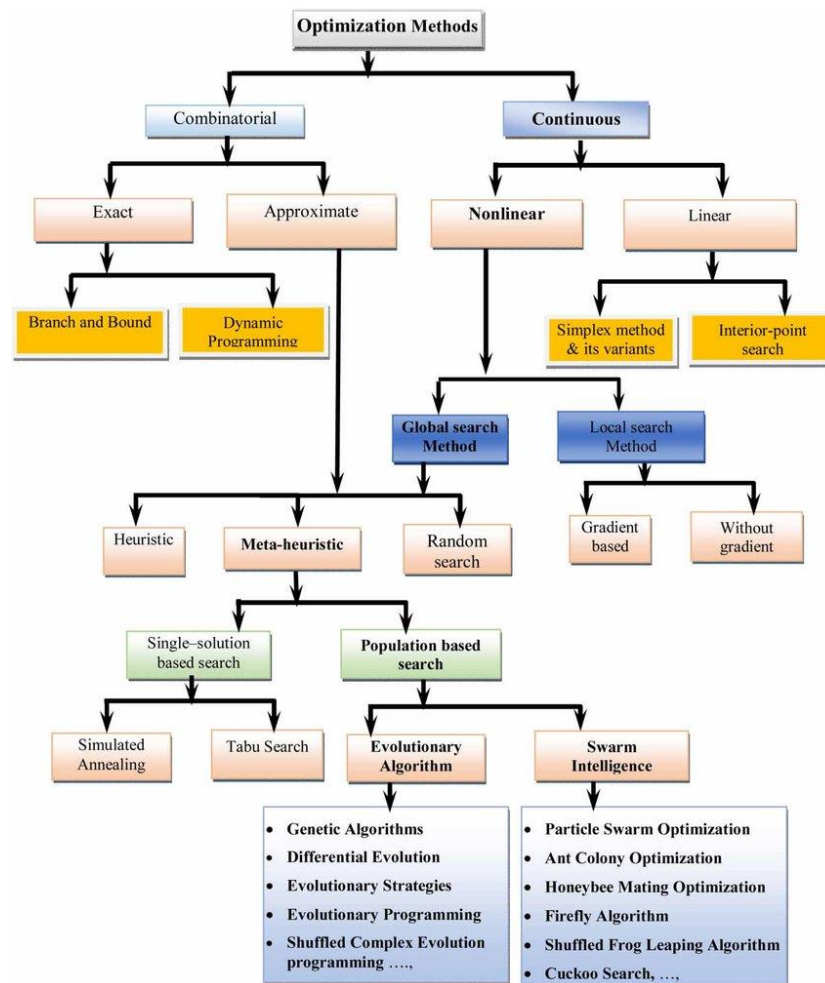 Optimization Methods
Combinatorial
Continuous
Exact
Approximate
Nonlinear
Linear
Branch and Bound
Dynamic
Programming
Simplex method
& its variants
Interior-point
search
Global search
Method
Local search
Method
Heuristic
Meta-heuristic
Random
search
Gradient
based
Without
gradient
Single–solution
based search
Population based
search
Simulated
Annealing
Tabu Search
Evolutionary
Algorithm
Swarm
Intelligence
• Genetic Algorithms
• Differential Evolution
• Evolutionary Strategies
• Evolutionary Programming
• Shuffled Complex Evolution
programming ….,
• Particle Swarm Optimization
• Ant Colony Optimization
• Honeybee Mating Optimization
• Firefly Algorithm
• Shuffled Frog Leaping Algorithm
• Cuckoo Search, …,